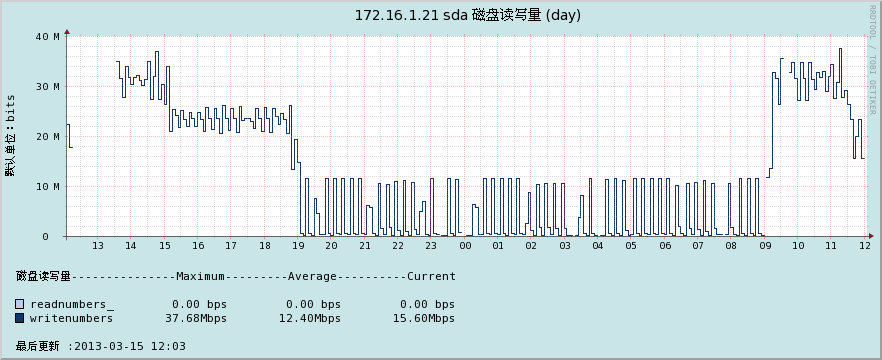 172.16.1.21 sda 磁盘读写量 (day)
RRDTOOL / TOBI OETIKER
默认单位：bits
40 M
30 M
20 M
10 M
0
13 14 15 16 17 18 19 20 21 22 23 00 01 02 03 04 05 06 07 08 09 10 11 12
磁盘读写量---------------Maximum---------Average----------Current
readnumbers_ 0.00 bps 0.00 bps 0.00 bps
writenumbers 37.68Mbps 12.40Mbps 15.60Mbps
最后更新 :2013-03-15 12:03